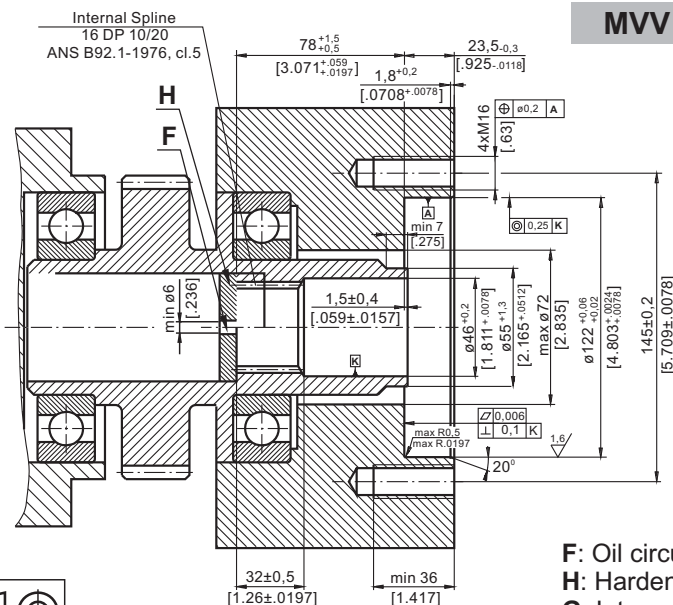 MVV
Internal Spline
16 DP 10/20
ANS B92.1-1976, cl.5
78 +1,5 +0,5
[3.071 +.059 +.0197]
23,5 -0,3
[.925 -.0118]
1,8 +0,2
[.0708 +.0078]
H
F
4xM16
[.63]
⌖ ø0,2 A
A
◎ 0,25 K
min 7
[.275]
min ø6
[.236]
1,5±0,4
[.059±.0157]
K
ø46 +0,2
[1.811 +.0078]
ø55 +1,3
[2.165 +.0512]
max ø72
[2.835]
ø122 +0,06 +0,02
[4.803 +.0024 +.0078]
145±0,2
[5.709±.0078]
⏥ 0,006
⊥ 0,1 K
max R0,5
max R.0197
1,6
20⁰
32±0,5
[1.26±.0197]
min 36
[1.417]
F: Oil circu
H: Harden
1